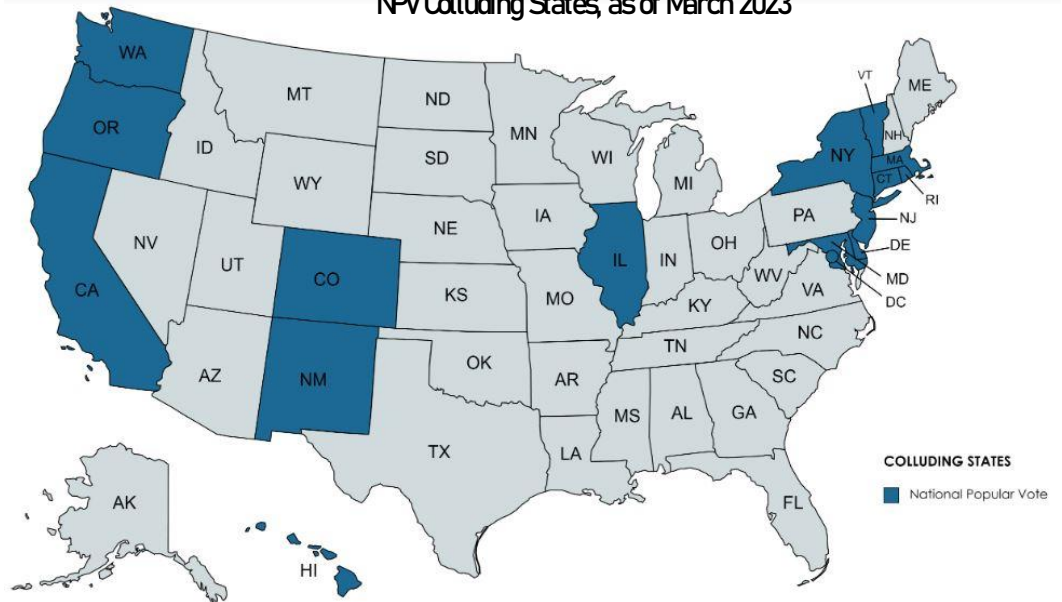 NPV Colluding States, as of March 2023
WA
MT
ND
MN
VT
ME
OR
ID
SD
WI
NY
NH
MA
WY
MI
CT
RI
IA
NE
PA
NJ
NV
UT
CO
IL
IN
OH
DE
CA
KS
MO
WV
VA
MD
DC
KY
AZ
NM
OK
AR
TN
NC
SC
MS
AL
GA
TX
LA
COLLUDING STATES
National Popular Vote
AK
FL
HI